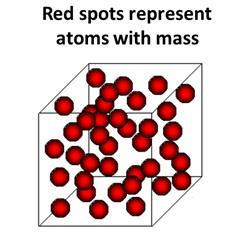 Red spots represent
atoms with mass